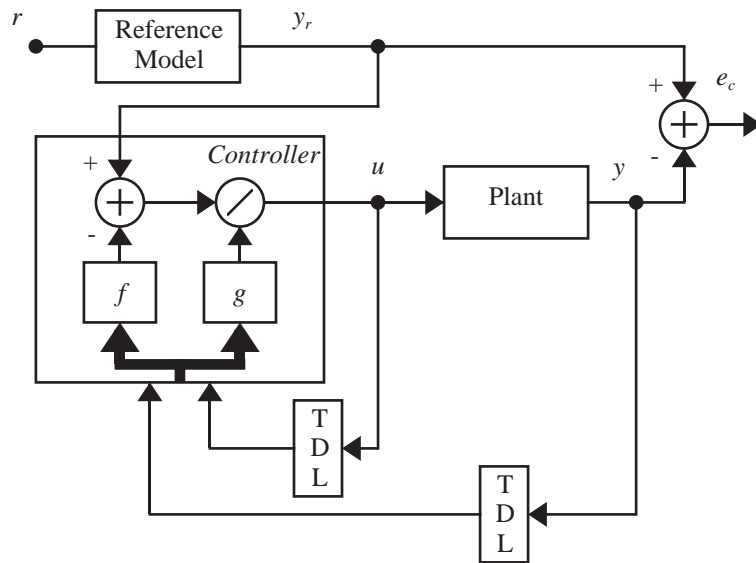 r
Reference
Model
y_r
e_c
+
-
Controller
+
-
u
Plant
y
f
g
T
D
L
T
D
L